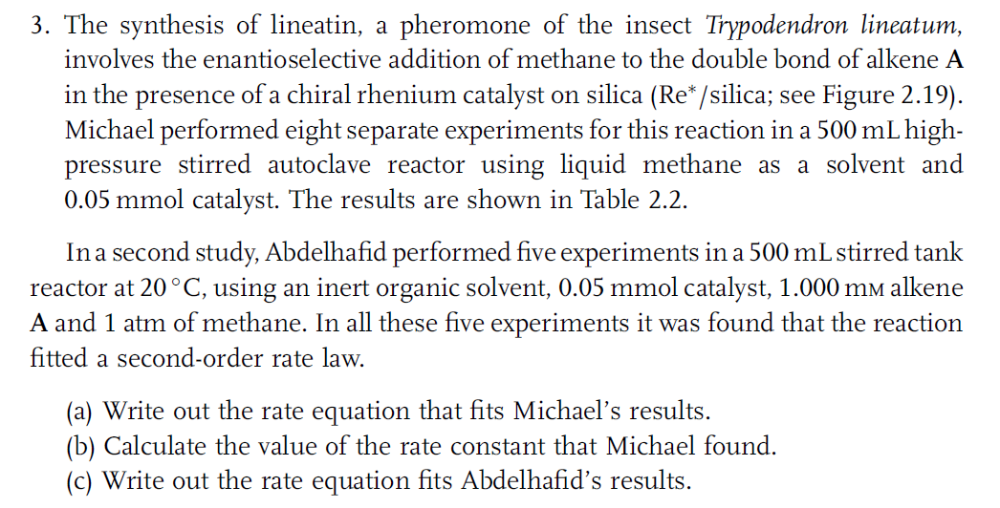 3. The synthesis of lineatin, a pheromone of the insect Trypodendron lineatum,
involves the enantioselective addition of methane to the double bond of alkene A
in the presence of a chiral rhenium catalyst on silica (Re*/silica; see Figure 2.19).
Michael performed eight separate experiments for this reaction in a 500 mL high-
pressure stirred autoclave reactor using liquid methane as a solvent and
0.05 mmol catalyst. The results are shown in Table 2.2.
In a second study, Abdelhafid performed five experiments in a 500 mL stirred tank
reactor at 20 °C, using an inert organic solvent, 0.05 mmol catalyst, 1.000 mM alkene
A and 1 atm of methane. In all these five experiments it was found that the reaction
fitted a second-order rate law.
(a) Write out the rate equation that fits Michael's results.
(b) Calculate the value of the rate constant that Michael found.
(c) Write out the rate equation fits Abdelhafid's results.